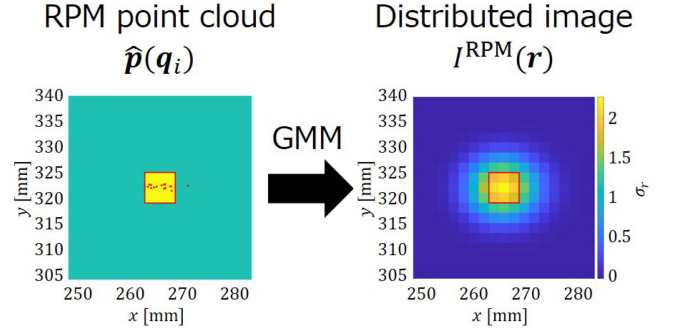 RPM point cloud
p̂(qᵢ)
340
335
330
325
320
315
310
305
y [mm]
250 260 270 280
x [mm]
GMM
Distributed image
I^RPM(r)
340
335
330
325
320
315
310
305
y [mm]
250 260 270 280
x [mm]
2
1.5
1
0.5
0
σᵣ